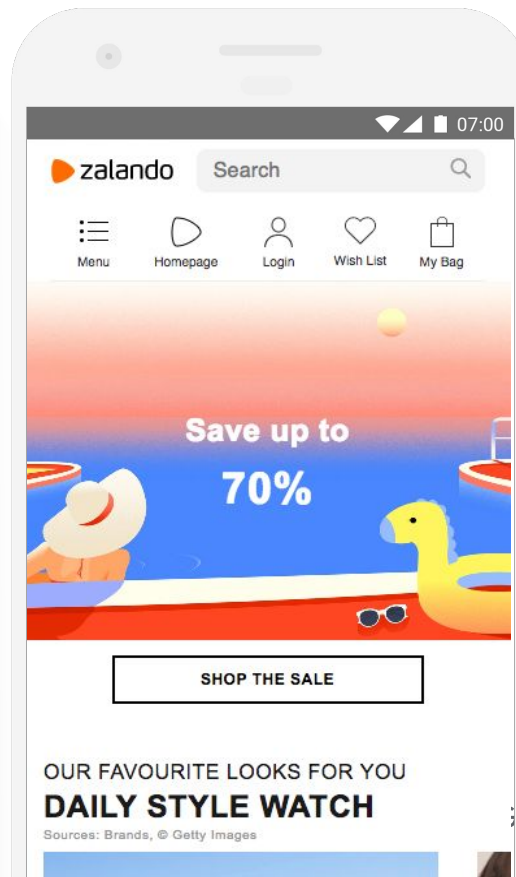 07:00
zalando
Search
Menu Homepage Login Wish List My Bag
Save up to
70%
SHOP THE SALE
OUR FAVOURITE LOOKS FOR YOU
DAILY STYLE WATCH
Sources: Brands, © Getty Images